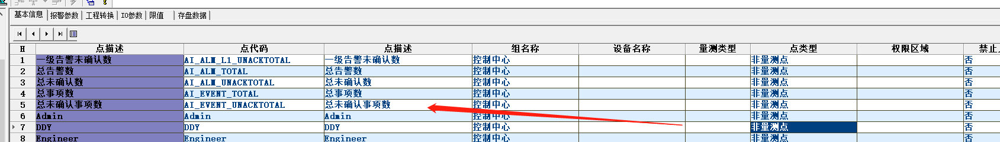 基本信息 报警参数 工程转换 IO参数 限值 存盘数据
H 点描述 点代码 点描述 组名称 设备名称 量测类型 点类型 权限区域 禁止
1 一级告警未确认数 AI_ALM_L1_UNACKTOTAL 一级告警未确认数 控制中心 非量测点 否
2 总告警数 AI_ALM_TOTAL 总告警数 控制中心 非量测点 否
3 总未确认数 AI_ALM_UNACKTOTAL 总未确认数 控制中心 非量测点 否
4 总事项数 AI_EVENT_TOTAL 总事项数 控制中心 非量测点 否
5 总未确认事项数 AI_EVENT_UNACKTOTAL 总未确认事项数 控制中心 非量测点 否
6 Admin Admin Admin 控制中心 非量测点 否
7 DDY DDY DDY 控制中心 非量测点 否
8 Engineer Engineer Engineer 控制中心 非量测点 否